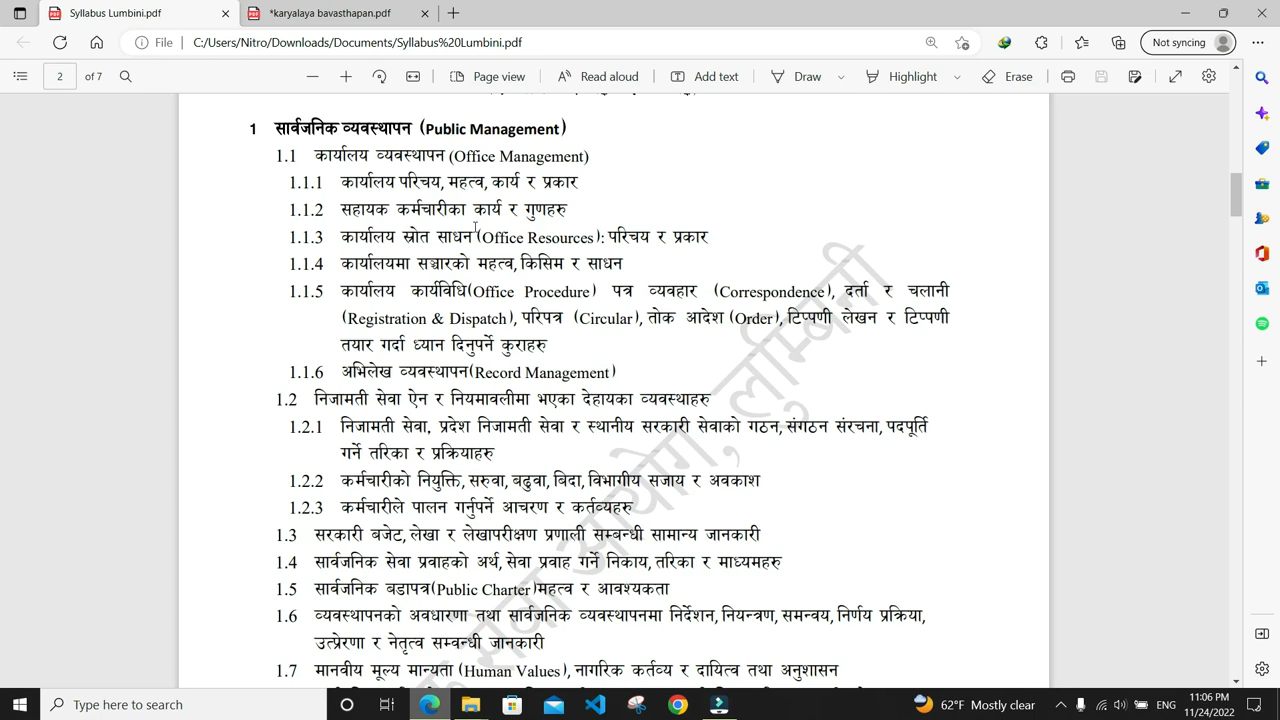 Syllabus Lumbini.pdf
*karyalaya bavasthapan.pdf
File
C:/Users/Nitro/Downloads/Documents/Syllabus%20Lumbini.pdf
Not syncing
2 of 7
Page view
Read aloud
Add text
Draw
Highlight
Erase
1 सार्वजनिक व्यवस्थापन (Public Management)
1.1 कार्यालय व्यवस्थापन (Office Management)
1.1.1 कार्यालय परिचय, महत्व, कार्य र प्रकार
1.1.2 सहायक कर्मचारीका कार्य र गुणहरु
1.1.3 कार्यालय स्रोत साधन (Office Resources): परिचय र प्रकार
1.1.4 कार्यालयमा सञ्चारको महत्व, किसिम र साधन
1.1.5 कार्यालय कार्यविधि(Office Procedure) पत्र व्यवहार (Correspondence), दर्ता र चलानी
(Registration & Dispatch), परिपत्र (Circular), तोक आदेश (Order), टिप्पणी लेखन र टिप्पणी
तयार गर्दा ध्यान दिनुपर्ने कुराहरु
1.1.6 अभिलेख व्यवस्थापन(Record Management)
1.2 निजामती सेवा ऐन र नियमावलीमा भएका देहायका व्यवस्थाहरु
1.2.1 निजामती सेवा, प्रदेश निजामती सेवा र स्थानीय सरकारी सेवाको गठन, संगठन संरचना, पदपूर्ति
गर्ने तरिका र प्रक्रियाहरु
1.2.2 कर्मचारीको नियुक्ति, सरुवा, बढुवा, बिदा, विभागीय सजाय र अवकाश
1.2.3 कर्मचारीले पालन गर्नुपर्ने आचरण र कर्तव्यहरु
1.3 सरकारी बजेट, लेखा र लेखापरीक्षण प्रणाली सम्बन्धी सामान्य जानकारी
1.4 सार्वजनिक सेवा प्रवाहको अर्थ, सेवा प्रवाह गर्ने निकाय, तरिका र माध्यमहरु
1.5 सार्वजनिक बडापत्र(Public Charter)महत्व र आवश्यकता
1.6 व्यवस्थापनको अवधारणा तथा सार्वजनिक व्यवस्थापनमा निर्देशन, नियन्त्रण, समन्वय, निर्णय प्रक्रिया,
उत्प्रेरणा र नेतृत्व सम्वन्धी जानकारी
1.7 मानवीय मूल्य मान्यता (Human Values), नागरिक कर्तव्य र दायित्व तथा अनुशासन
सेवा आयोग, लुम्बिनी
Type here to search
62°F Mostly clear
ENG
11:06 PM
11/24/2022